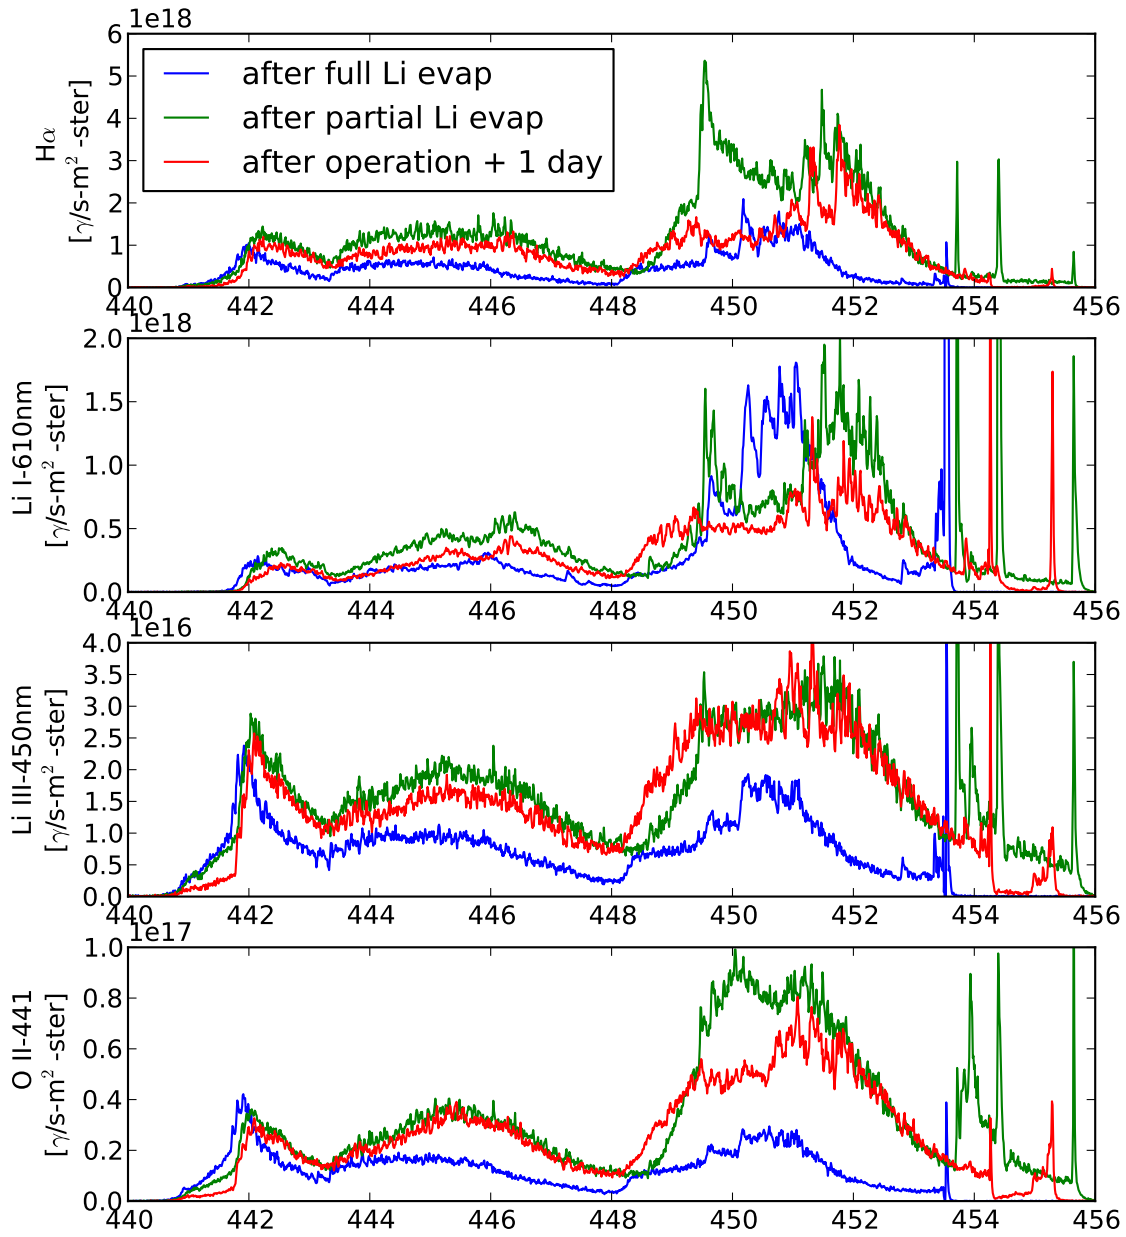 1e18
6
5
4
3
2
1
0
Hα
[γ/s-m² -ster]
after full Li evap
after partial Li evap
after operation + 1 day
440 442 444 446 448 450 452 454 456
1e18
2.0
1.5
1.0
0.5
0.0
Li I-610nm
[γ/s-m² -ster]
440 442 444 446 448 450 452 454 456
1e16
4.0
3.5
3.0
2.5
2.0
1.5
1.0
0.5
0.0
Li III-450nm
[γ/s-m² -ster]
440 442 444 446 448 450 452 454 456
1e17
1.0
0.8
0.6
0.4
0.2
0.0
O II-441
[γ/s-m² -ster]
440 442 444 446 448 450 452 454 456